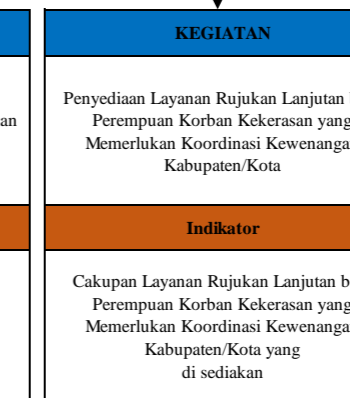 an
KEGIATAN
Penyediaan Layanan Rujukan Lanjutan
Perempuan Korban Kekerasan yang
Memerlukan Koordinasi Kewenanga
Kabupaten/Kota
Indikator
Cakupan Layanan Rujukan Lanjutan b
Perempuan Korban Kekerasan yang
Memerlukan Koordinasi Kewenanga
Kabupaten/Kota yang
di sediakan